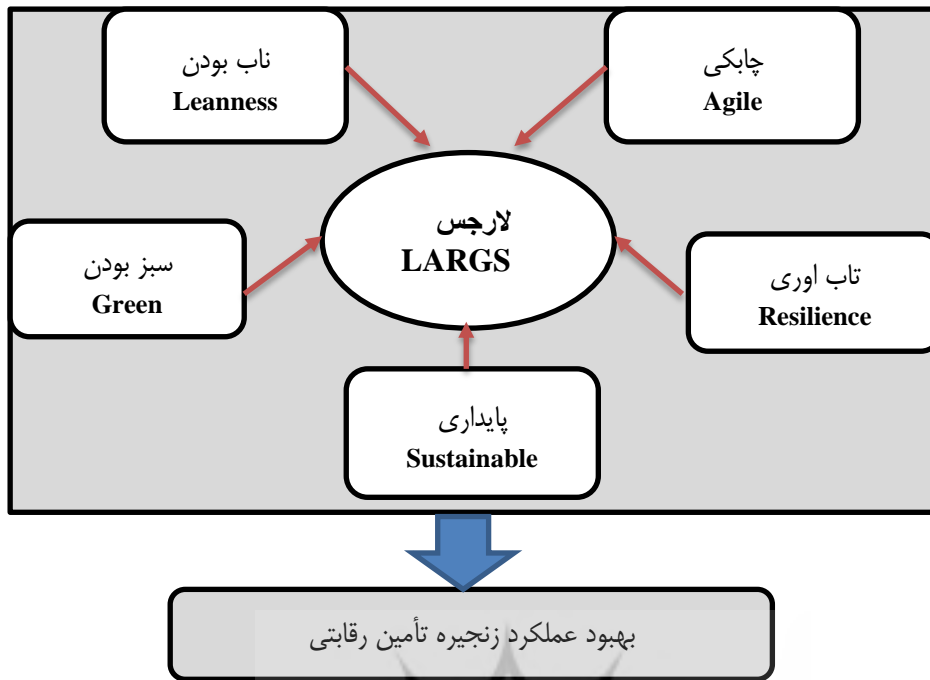 ناب بودن
Leanness
چابکی
Agile
لارجس
LARGS
سبز بودن
Green
تاب اوری
Resilience
پایداری
Sustainable
بهبود عملکرد زنجیره تأمین رقابتی